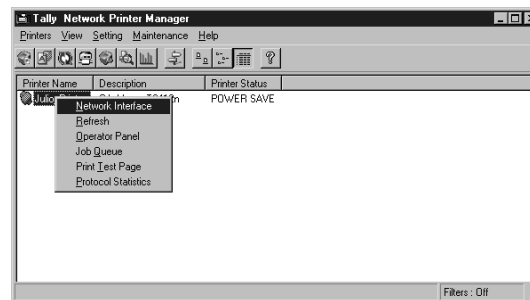 Tally Network Printer Manager
Printers View Setting Maintenance Help
Printer Name Description Printer Status
POWER SAVE
Network Interface
Refresh
Operator Panel
Job Queue
Print Test Page
Protocol Statistics
Filters : Off